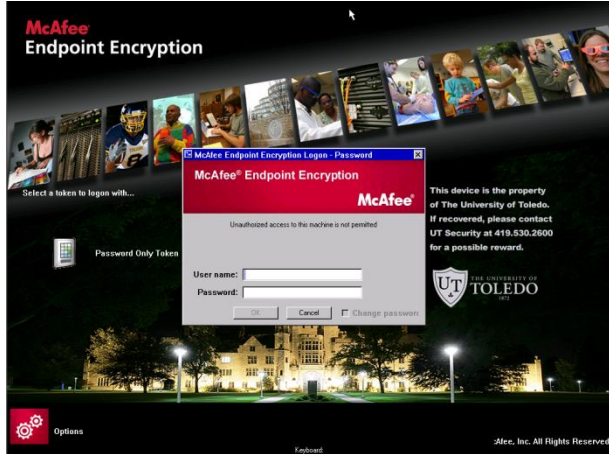 McAfee
Endpoint Encryption
McAfee Endpoint Encryption Logon - Password
McAfee® Endpoint Encryption
McAfee®
Select a token to logon with...
Unauthorized access to this machine is not permitted
This device is the property
of The University of Toledo.
If recovered, please contact
UT Security at 419.530.2600
for a possible reward.
Password Only Token
User name:
Password:
OK
Cancel
Change passwor
UT
THE UNIVERSITY OF
TOLEDO
1872
Options
Keyboard
:Afee, Inc. All Rights Reserved